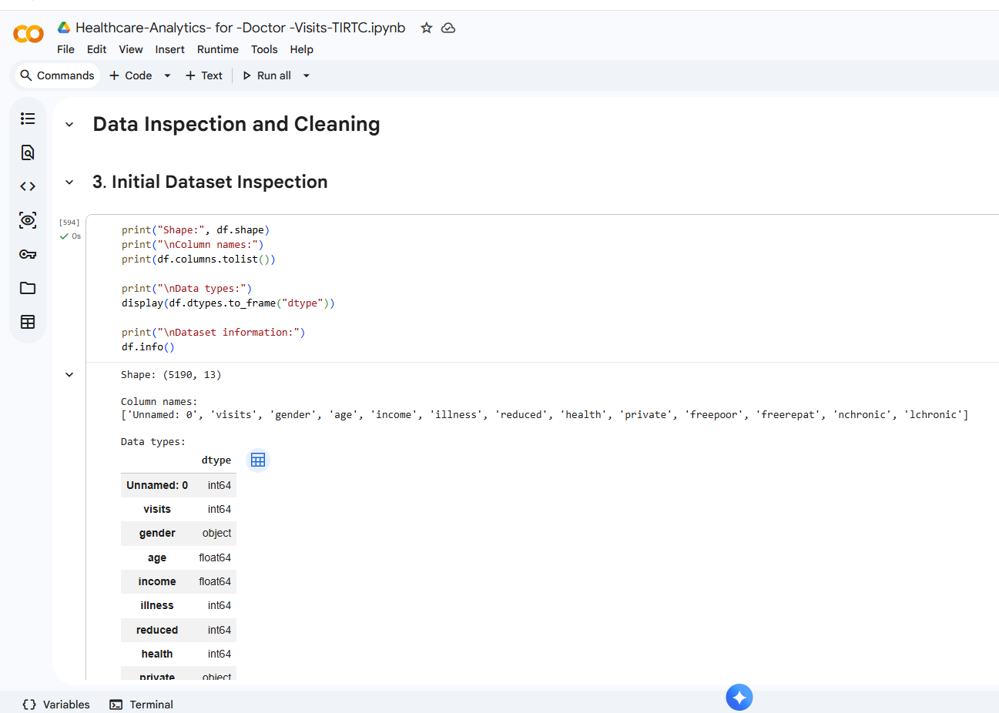 Healthcare-Analytics- for -Doctor -Visits-TIRTC.ipynb
File Edit View Insert Runtime Tools Help
Commands + Code + Text Run all
Data Inspection and Cleaning
3. Initial Dataset Inspection
[594]
0s
print("Shape:", df.shape)
print("\nColumn names:")
print(df.columns.tolist())
print("\nData types:")
display(df.dtypes.to_frame("dtype"))
print("\nDataset information:")
df.info()
Shape: (5190, 13)
Column names:
['Unnamed: 0', 'visits', 'gender', 'age', 'income', 'illness', 'reduced', 'health', 'private', 'freepoor', 'freerepat', 'nchronic', 'lchronic']
Data types:
dtype
Unnamed: 0 int64
visits int64
gender object
age float64
income float64
illness int64
reduced int64
health int64
private object
Variables Terminal